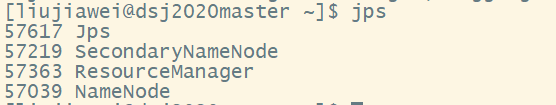 [liujiawei@dsj2020master ~]$ jps
57617 Jps
57219 SecondaryNameNode
57363 ResourceManager
57039 NameNode